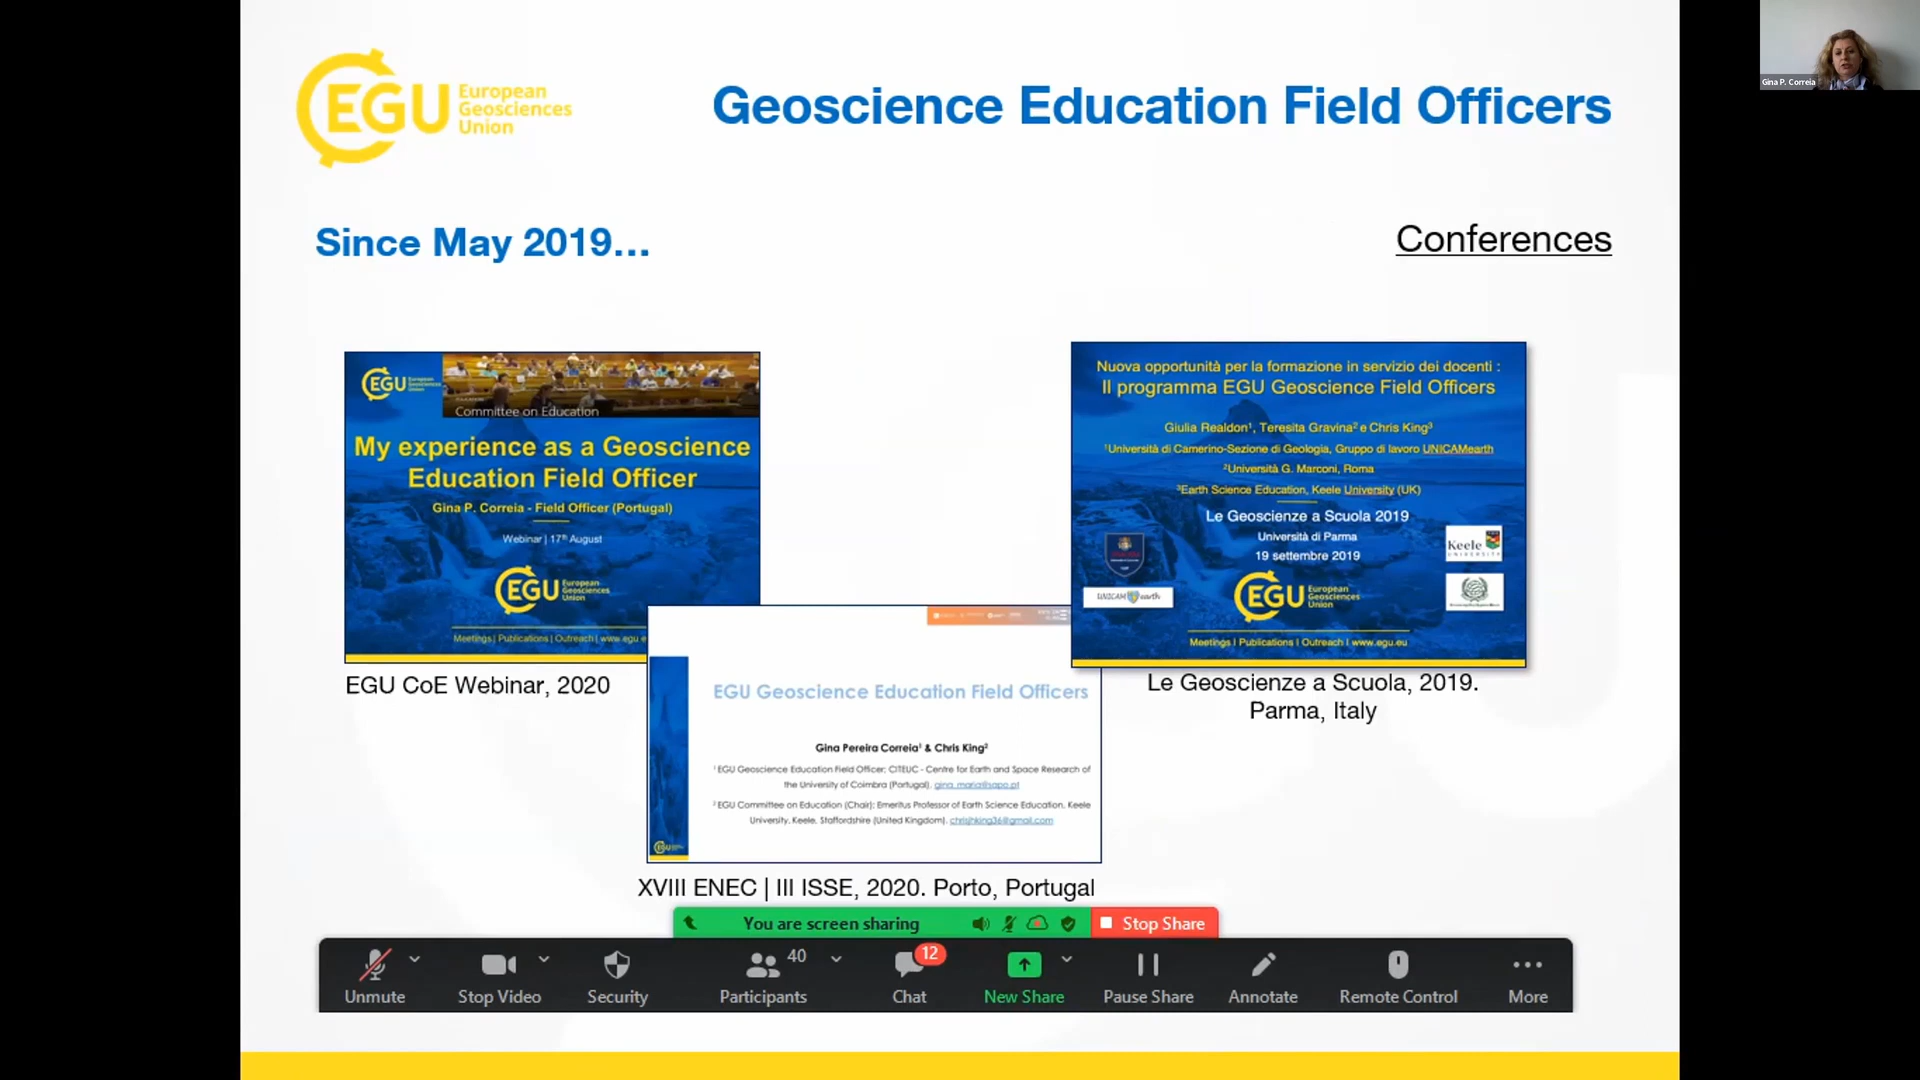 EGU European
Geosciences
Union
Geoscience Education Field Officers
Gina P. Correia
Since May 2019...
Conferences
EGU European
Geosciences
Union
Committee on Education
My experience as a Geoscience
Education Field Officer
Gina P. Correia - Field Officer (Portugal)
Webinar | 17th August
EGU European
Geosciences
Union
Meetings | Publications | Outreach | www.egu.e
EGU CoE Webinar, 2020
Nuova opportunità per la formazione in servizio dei docenti :
Il programma EGU Geoscience Field Officers
Giulia Realdon¹, Teresita Gravina² e Chris King³
¹Università di Camerino-Sezione di Geologia, Gruppo di lavoro UNICAMearth
²Università G. Marconi, Roma
³Earth Science Education, Keele University (UK)
Le Geoscienze a Scuola 2019
Università di Parma
19 settembre 2019
Keele
UNIVERSITY
UNICAM earth
EGU European
Geosciences
Union
Meetings | Publications | Outreach | www.egu.eu
Le Geoscienze a Scuola, 2019.
Parma, Italy
EGU Geoscience Education Field Officers
Gina Pereira Correia¹ & Chris King²
¹ EGU Geoscience Education Field Officer; CITEUC - Centre for Earth and Space Research of
the University of Coimbra (Portugal), gina_maria@sapo.pt
² EGU Committee on Education (Chair); Emeritus Professor of Earth Science Education, Keele
University, Keele, Staffordshire (United Kingdom), chrisjhking36@gmail.com
EGU
XVIII ENEC | III ISSE, 2020. Porto, Portugal
You are screen sharing
Stop Share
Unmute
Stop Video
Security
Participants 40
Chat 12
New Share
Pause Share
Annotate
Remote Control
More